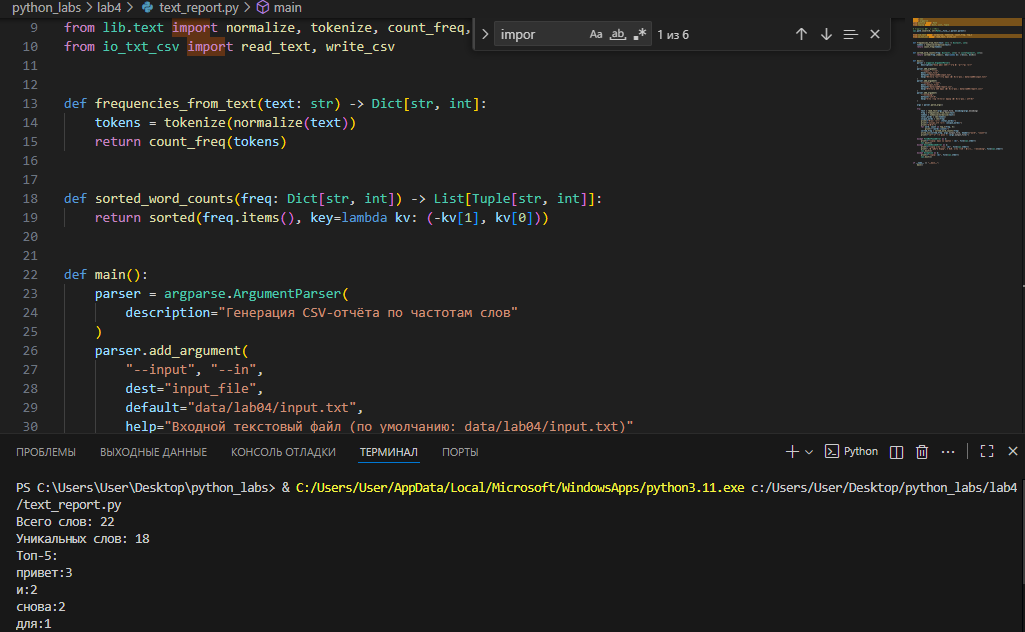 python_labs > lab4 > text_report.py > main
impor Aa ab .* 1 из 6
9 from lib.text import normalize, tokenize, count_freq,
10 from io_txt_csv import read_text, write_csv
11
12
13 def frequencies_from_text(text: str) -> Dict[str, int]:
14 tokens = tokenize(normalize(text))
15 return count_freq(tokens)
16
17
18 def sorted_word_counts(freq: Dict[str, int]) -> List[Tuple[str, int]]:
19 return sorted(freq.items(), key=lambda kv: (-kv[1], kv[0]))
20
21
22 def main():
23 parser = argparse.ArgumentParser(
24 description="Генерация CSV-отчёта по частотам слов"
25 )
26 parser.add_argument(
27 "--input", "--in",
28 dest="input_file",
29 default="data/lab04/input.txt",
30 help="Входной текстовый файл (по умолчанию: data/lab04/input.txt)"
ПРОБЛЕМЫ ВЫХОДНЫЕ ДАННЫЕ КОНСОЛЬ ОТЛАДКИ ТЕРМИНАЛ ПОРТЫ Python
PS C:\Users\User\Desktop\python_labs> & C:/Users/User/AppData/Local/Microsoft/WindowsApps/python3.11.exe c:/Users/User/Desktop/python_labs/lab4
/text_report.py
Всего слов: 22
Уникальных слов: 18
Топ-5:
привет:3
и:2
снова:2
для:1